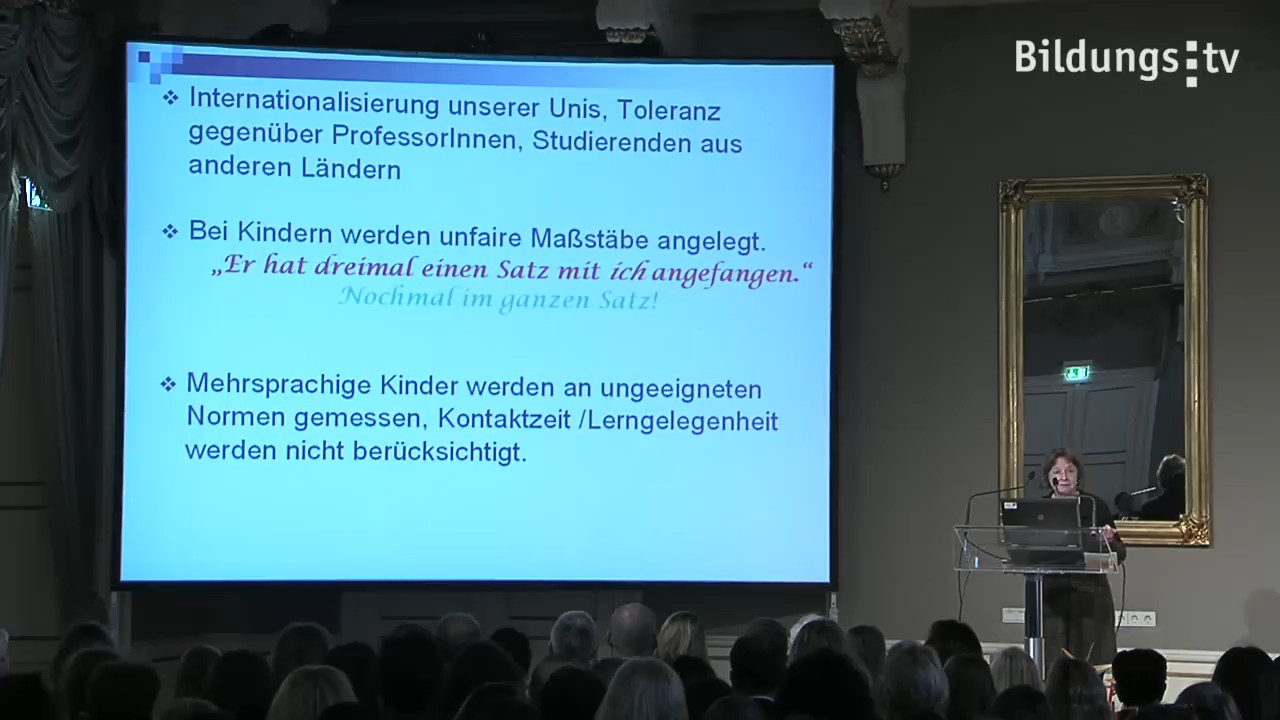 Bildungs:tv
Internationalisierung unserer Unis, Toleranz
gegenüber ProfessorInnen, Studierenden aus
anderen Ländern
Bei Kindern werden unfaire Maßstäbe angelegt.
„Er hat dreimal einen Satz mit ich angefangen.“
Nochmal im ganzen Satz!
Mehrsprachige Kinder werden an ungeeigneten
Normen gemessen, Kontaktzeit /Lerngelegenheit
werden nicht berücksichtigt.